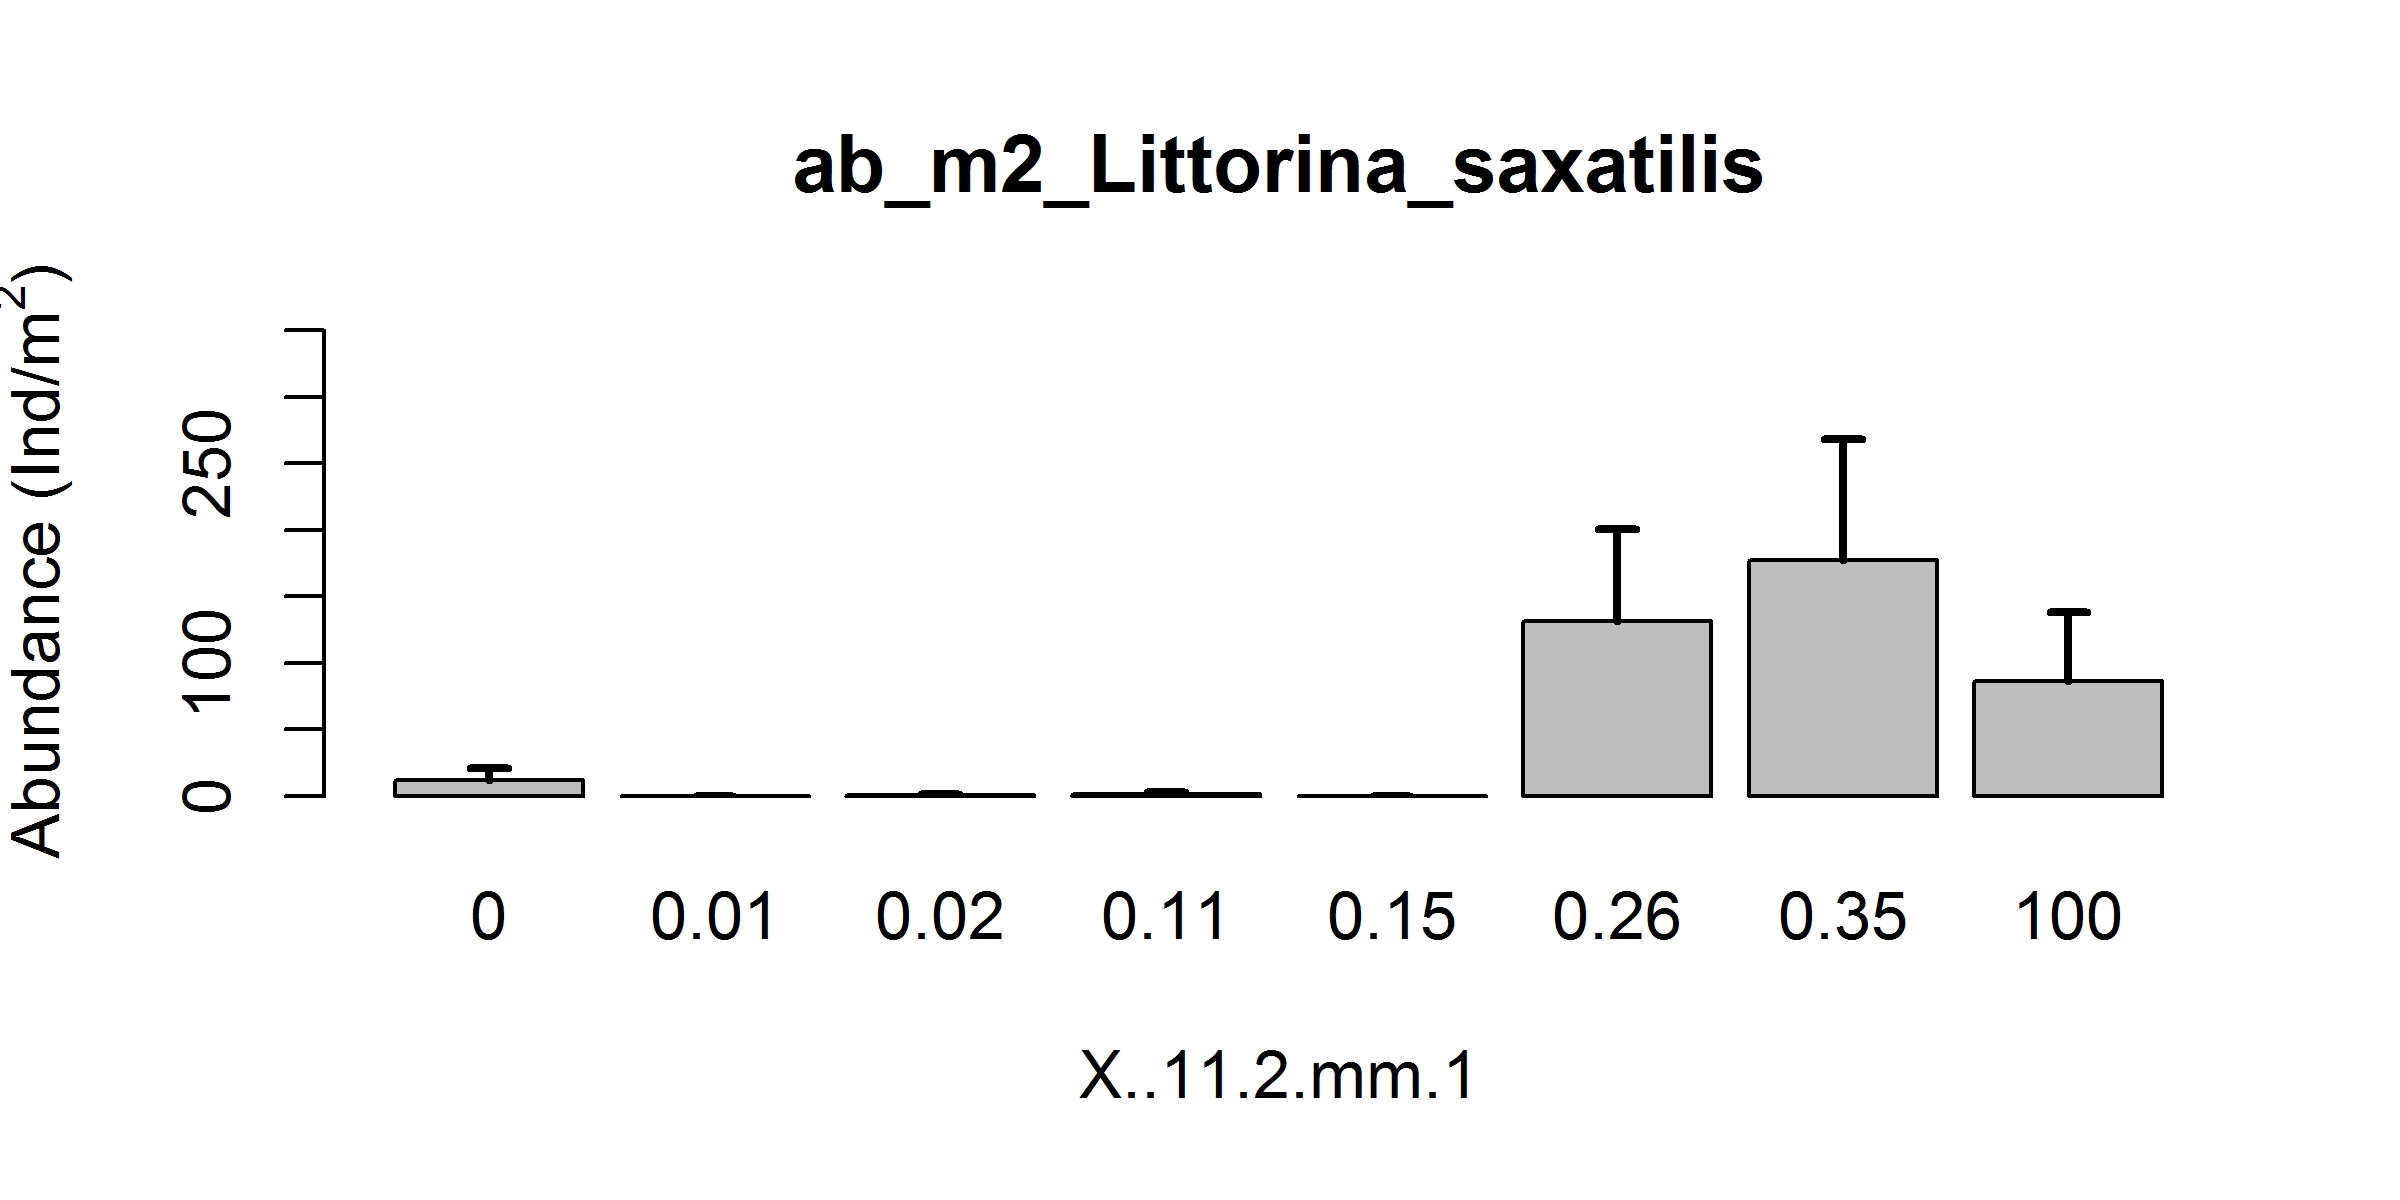 ab_m2_Littorina_saxatilis
Abundance (Ind/m²)
250
100
0
0 0.01 0.02 0.11 0.15 0.26 0.35 100
X..11.2.mm.1